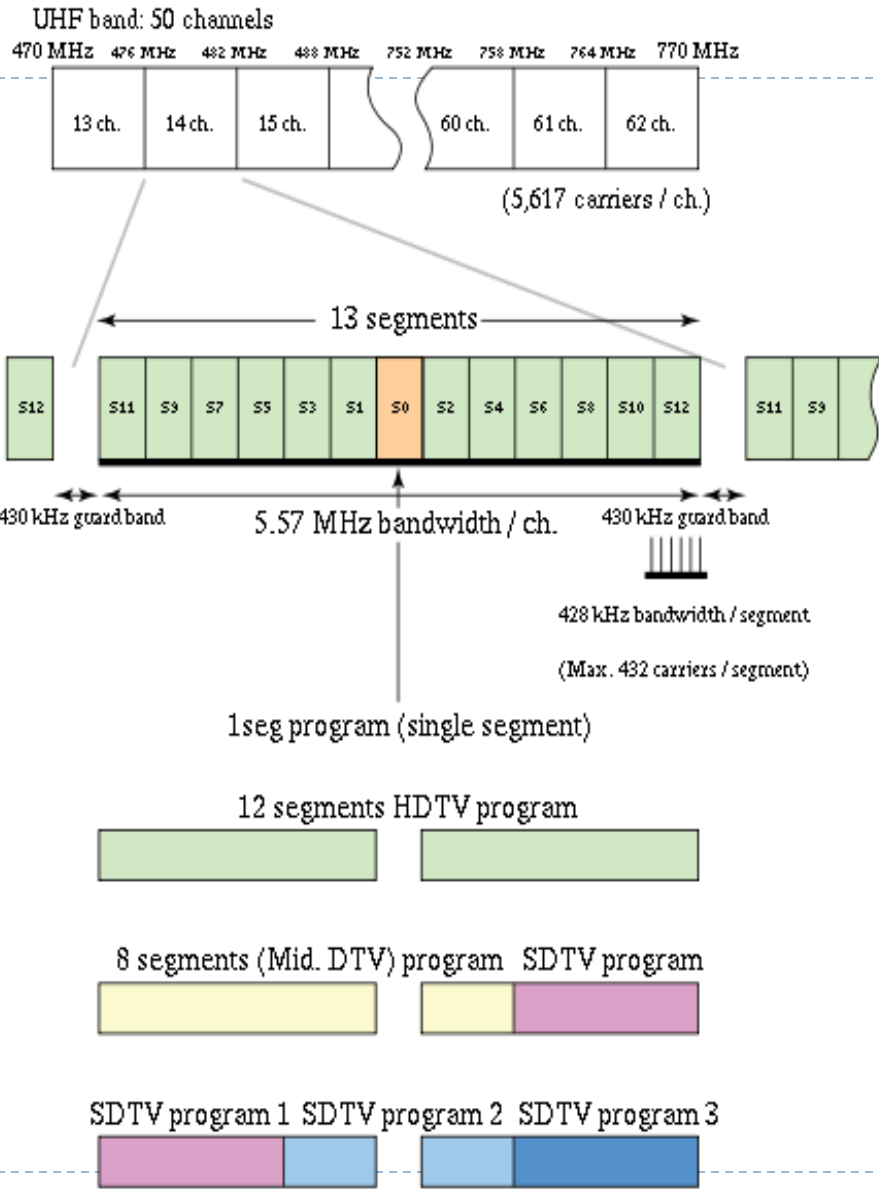 UHF band: 50 channels
470 MHz 476 MHz 482 MHz 488 MHz 752 MHz 758 MHz 764 MHz 770 MHz
13 ch. 14 ch. 15 ch. 60 ch. 61 ch. 62 ch.
(5,617 carriers / ch.)
13 segments
S12 S11 S9 S7 S5 S3 S1 S0 S2 S4 S6 S8 S10 S12 S11 S9
430 kHz guard band 5.57 MHz bandwidth / ch. 430 kHz guard band
428 kHz bandwidth / segment
(Max. 432 carriers / segment)
1seg program (single segment)
12 segments HDTV program
8 segments (Mid. DTV) program SDTV program
SDTV program 1 SDTV program 2 SDTV program 3